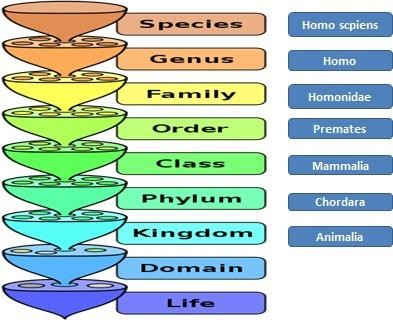 Species Homo scpiens
Genus Homo
Family Homonidae
Order Premates
Class Mammalia
Phylum Chordara
Kingdom Animalia
Domain
Life